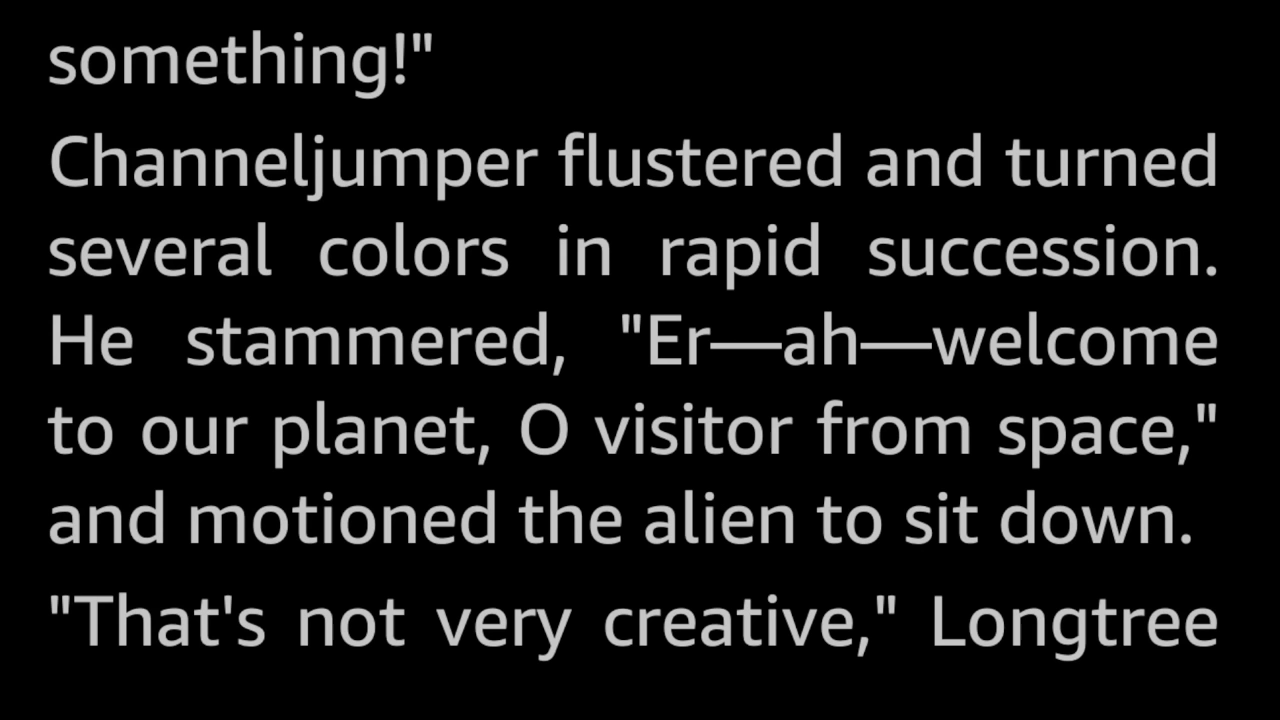 something!"
Channeljumper flustered and turned
several colors in rapid succession.
He stammered, "Er—ah—welcome
to our planet, O visitor from space,"
and motioned the alien to sit down.
"That's not very creative," Longtree